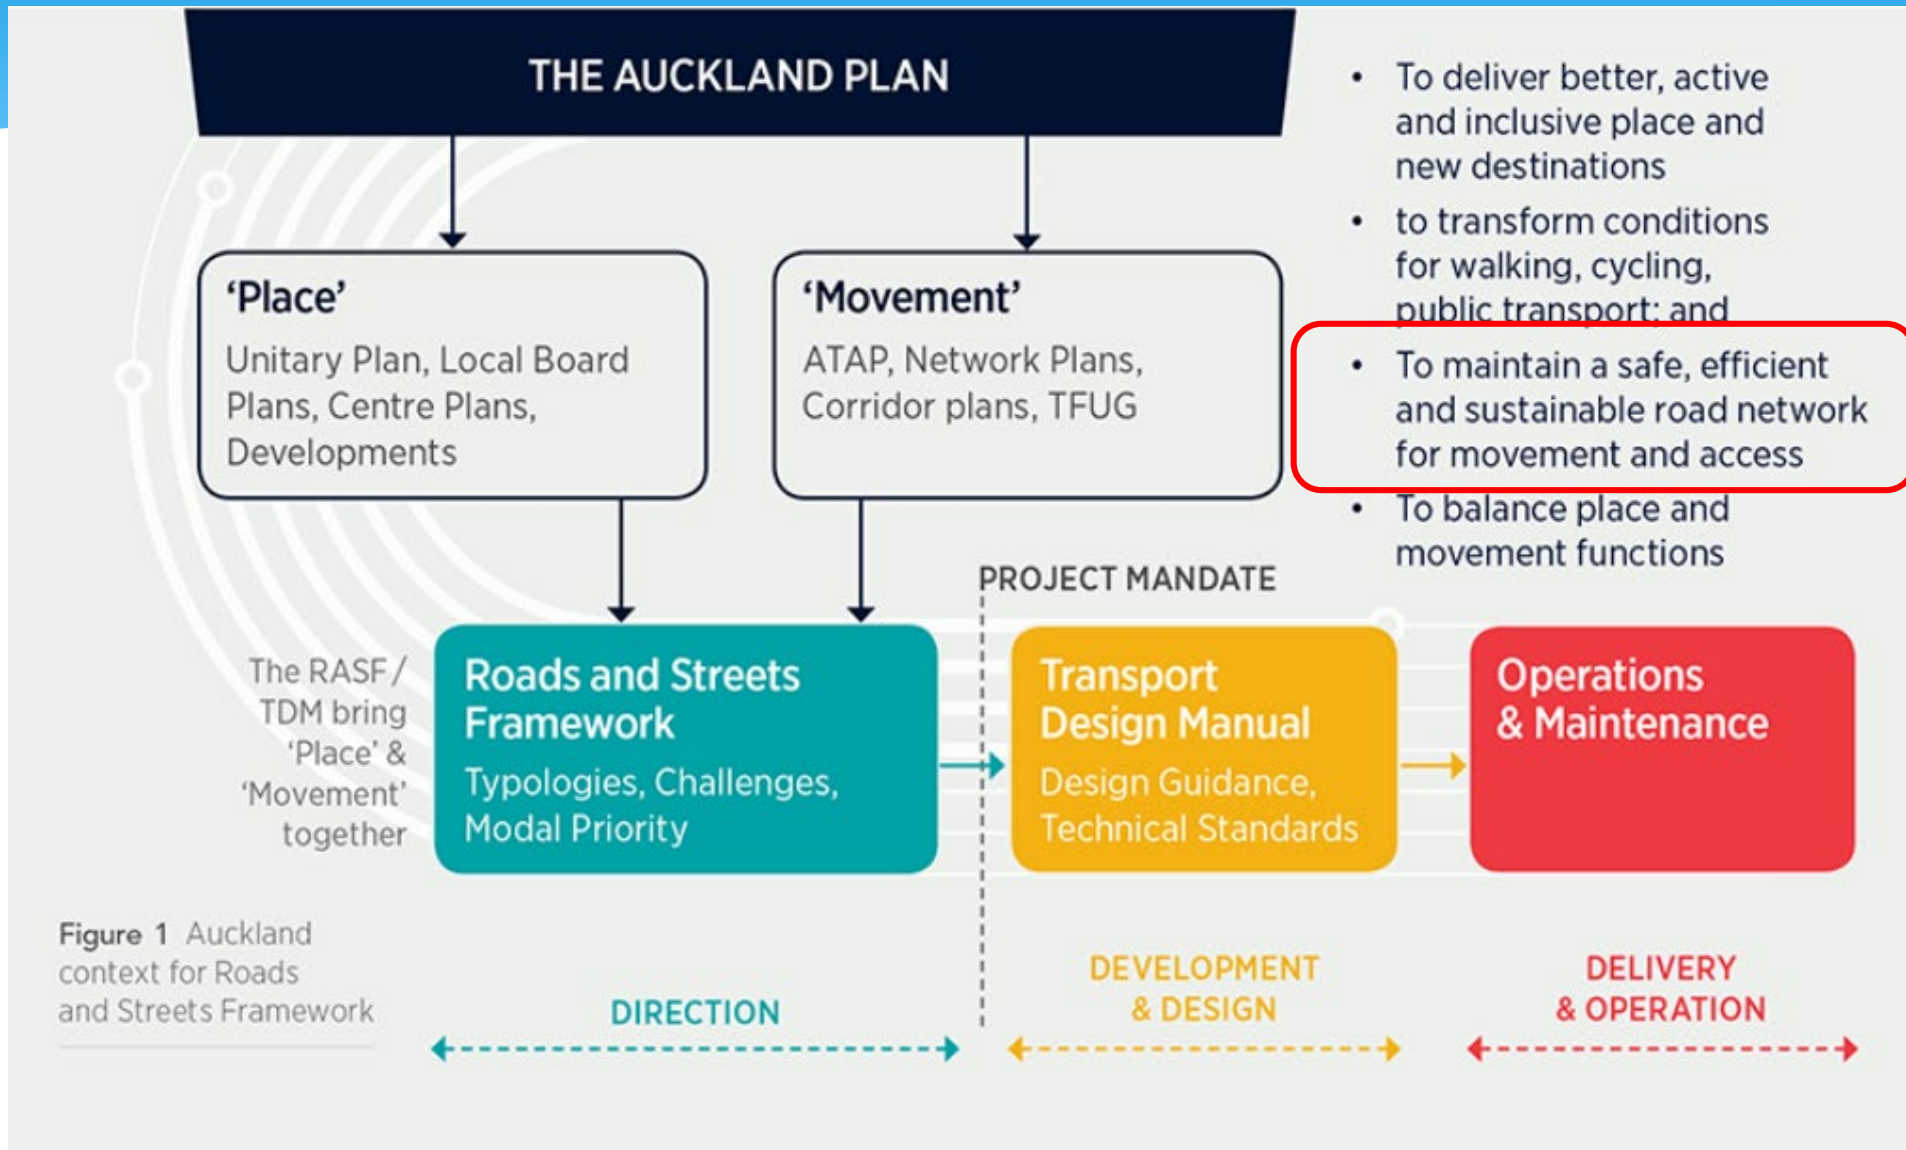 THE AUCKLAND PLAN
• To deliver better, active
and inclusive place and
new destinations
• to transform conditions
for walking, cycling,
public transport; and
• To maintain a safe, efficient
and sustainable road network
for movement and access
• To balance place and
movement functions
‘Place’
Unitary Plan, Local Board
Plans, Centre Plans,
Developments
‘Movement’
ATAP, Network Plans,
Corridor plans, TFUG
PROJECT MANDATE
The RASF/
TDM bring
‘Place’ &
‘Movement’
together
Roads and Streets
Framework
Typologies, Challenges,
Modal Priority
Transport
Design Manual
Design Guidance,
Technical Standards
Operations
& Maintenance
Figure 1 Auckland
context for Roads
and Streets Framework
DIRECTION
DEVELOPMENT
& DESIGN
DELIVERY
& OPERATION